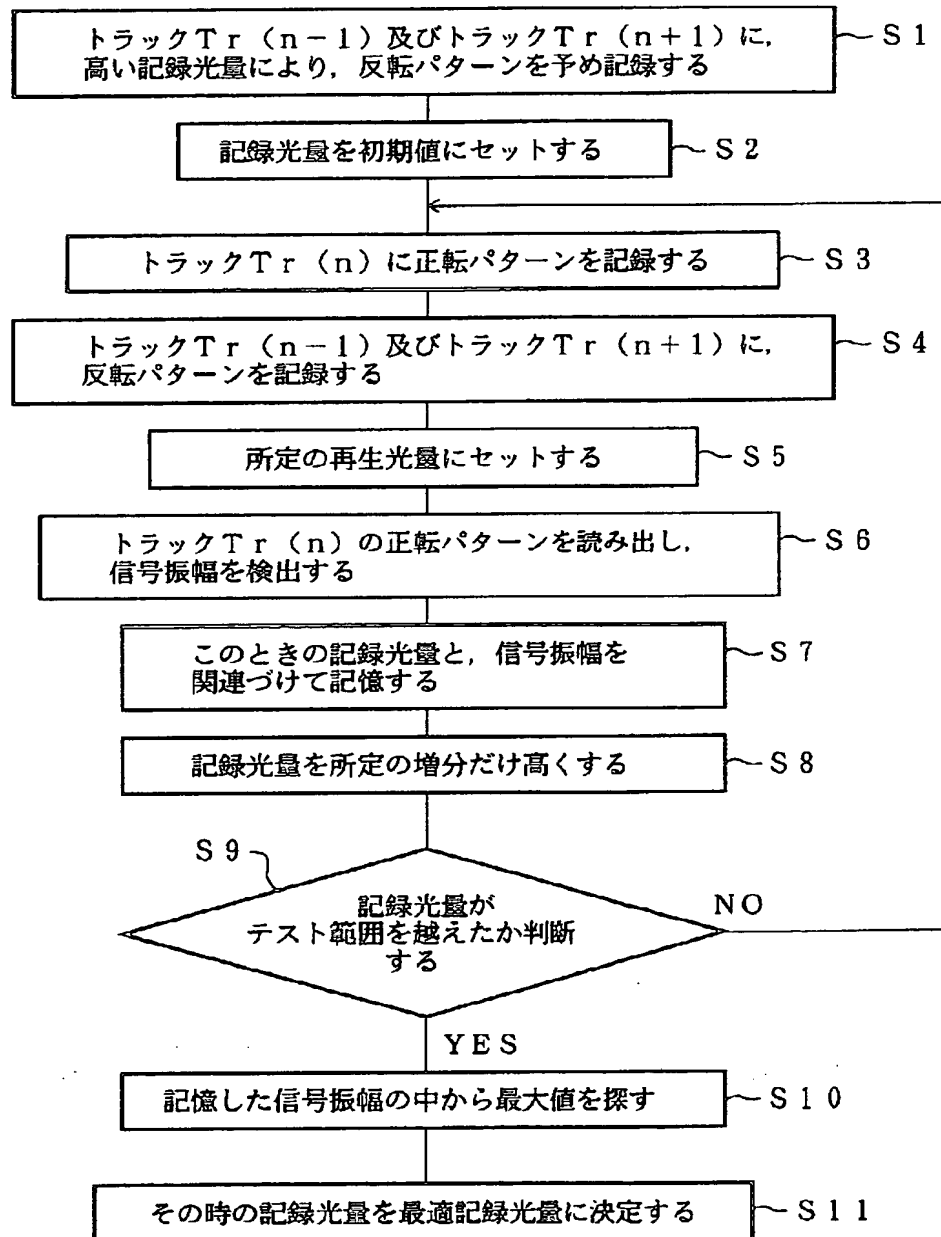 トラックTr(n-1)及びトラックTr(n+1)に,
高い記録光量により,反転パターンを予め記録する
S1
記録光量を初期値にセットする
S2
トラックTr(n)に正転パターンを記録する
S3
トラックTr(n-1)及びトラックTr(n+1)に,
反転パターンを記録する
S4
所定の再生光量にセットする
S5
トラックTr(n)の正転パターンを読み出し,
信号振幅を検出する
S6
このときの記録光量と,信号振幅を
関連づけて記憶する
S7
記録光量を所定の増分だけ高くする
S8
S9
記録光量が
テスト範囲を越えたか判断
する
NO
YES
記憶した信号振幅の中から最大値を探す
S10
その時の記録光量を最適記録光量に決定する
S11